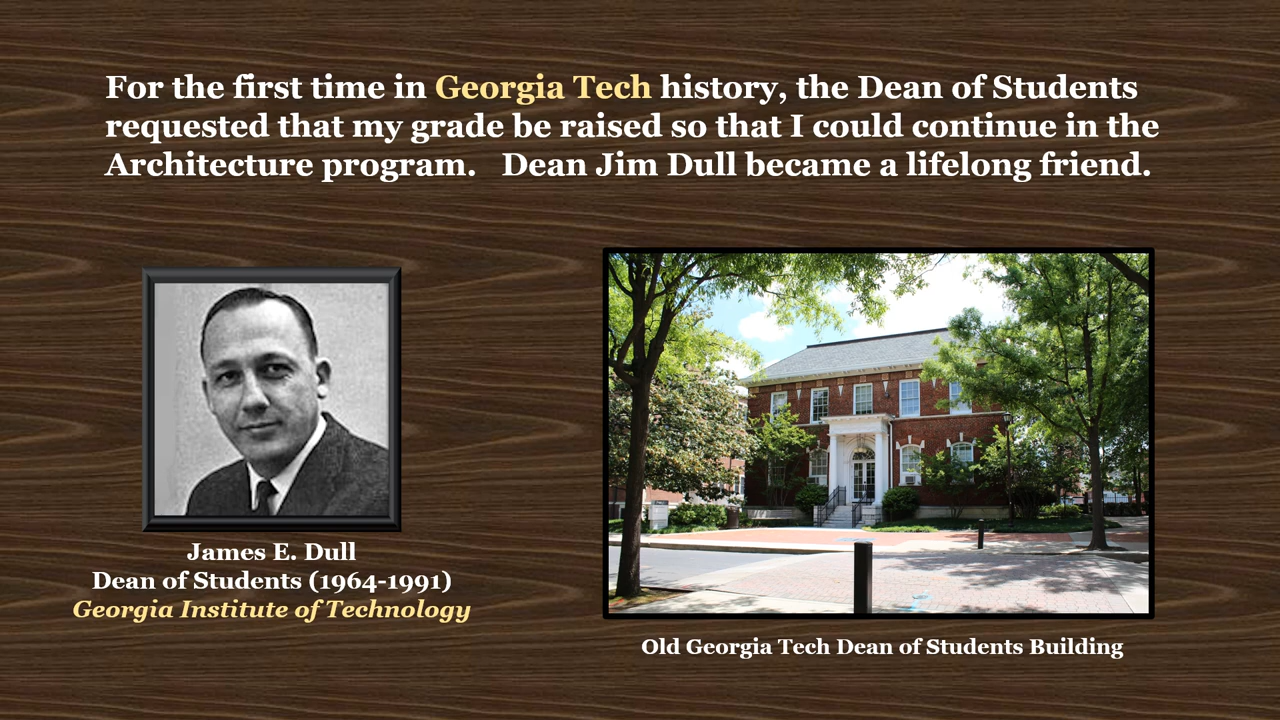 For the first time in Georgia Tech history, the Dean of Students
requested that my grade be raised so that I could continue in the
Architecture program.   Dean Jim Dull became a lifelong friend.
James E. Dull
Dean of Students (1964-1991)
Georgia Institute of Technology
Old Georgia Tech Dean of Students Building